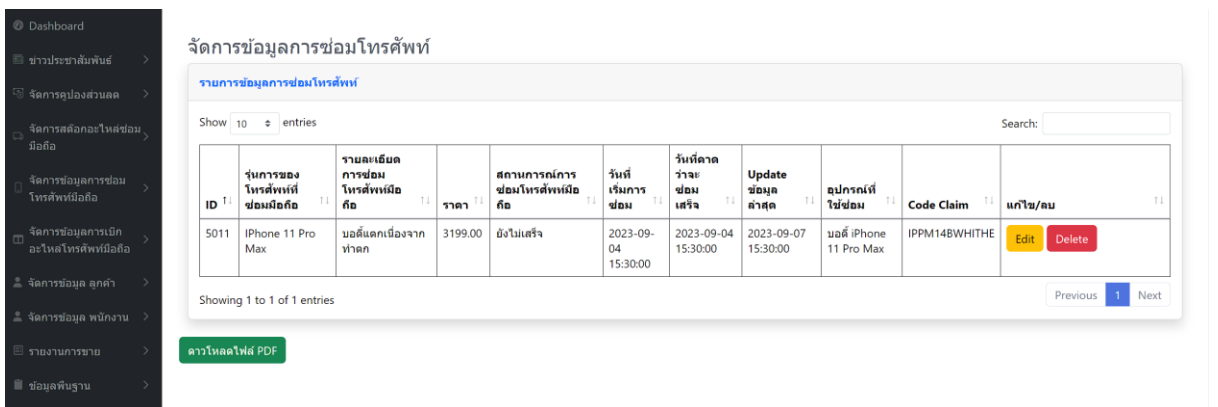 Dashboard
ข่าวประชาสัมพันธ์
จัดการคูปองส่วนลด
จัดการสต๊อกอะไหล่ซ่อม
มือถือ
จัดการข้อมูลการซ่อม
โทรศัพท์มือถือ
จัดการข้อมูลการเบิก
อะไหล่โทรศัพท์มือถือ
จัดการข้อมูล ลูกค้า
จัดการข้อมูล พนักงาน
รายงานการขาย
ข้อมูลพื้นฐาน
จัดการข้อมูลการซ่อมโทรศัพท์
รายการข้อมูลการซ่อมโทรศัพท์
Show 10 entries
Search:
ID
รุ่นการของ
โทรศัพท์ที่
ซ่อมมือถือ
รายละเอียด
การซ่อม
โทรศัพท์มือ
ถือ
ราคา
สถานการณ์การ
ซ่อมโทรศัพท์มือ
ถือ
วันที่
เริ่มการ
ซ่อม
วันที่คาด
ว่าจะ
ซ่อม
เสร็จ
Update
ข้อมูล
ล่าสุด
อุปกรณ์ที่
ใช้ซ่อม
Code Claim
แก้ไข/ลบ
5011
IPhone 11 Pro
Max
บอดี้แตกเนื่องจาก
ทำตก
3199.00
ยังไม่เสร็จ
2023-09-
04
15:30:00
2023-09-04
15:30:00
2023-09-07
15:30:00
บอดี้ iPhone
11 Pro Max
IPPM14BWHITHE
Edit
Delete
Showing 1 to 1 of 1 entries
Previous 1 Next
ดาวโหลดไฟล์ PDF